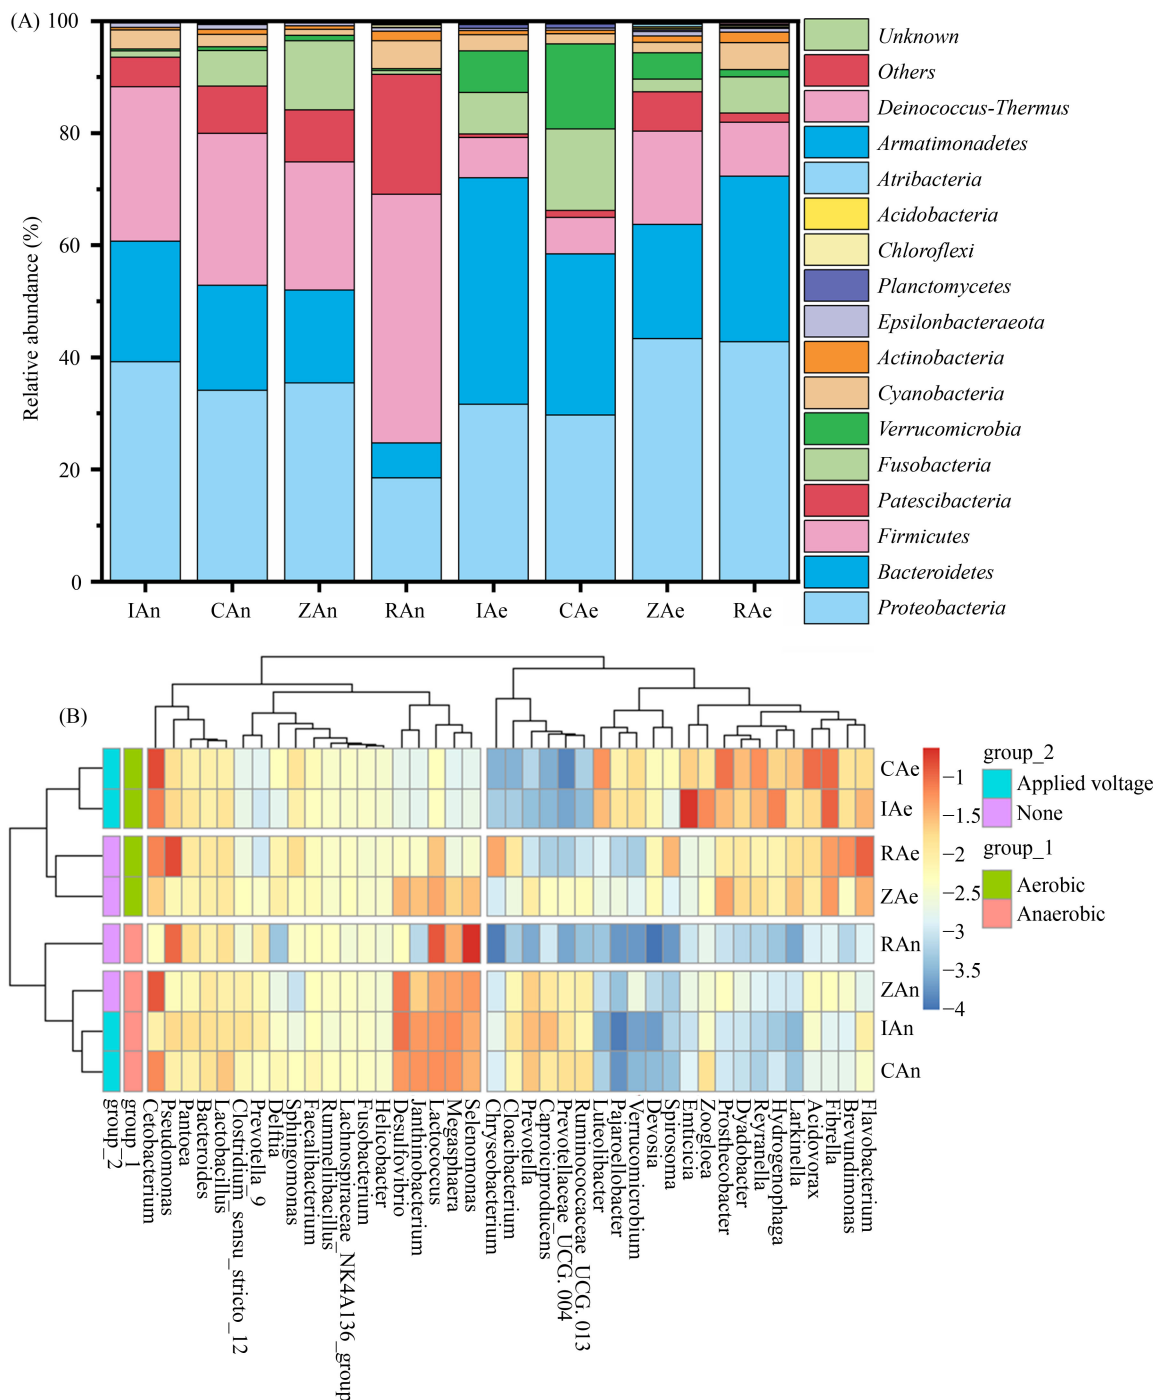 (A)
Relative abundance (%)
100
80
60
40
20
0
IAn CAn ZAn RAn IAe CAe ZAe RAe
Unknown
Others
Deinococcus-Thermus
Armatimonadetes
Atribacteria
Acidobacteria
Chloroflexi
Planctomycetes
Epsilonbacteraeota
Actinobacteria
Cyanobacteria
Verrucomicrobia
Fusobacteria
Patescibacteria
Firmicutes
Bacteroidetes
Proteobacteria
(B)
CAe
IAe
RAe
ZAe
RAn
ZAn
IAn
CAn
−1
−1.5
−2
−2.5
−3
−3.5
−4
group_2
Applied voltage
None
group_1
Aerobic
Anaerobic
group_2
group_1
Cetobacterium
Pseudomonas
Pantoea
Bacteroides
Lactobacillus
Clostridium_sensu_stricto_12
Prevotella_9
Delftia
Sphingomonas
Faecalibacterium
Rummeliibacillus
Lachnospiraceae_NK4A136_group
Fusobacterium
Helicobacter
Desulfovibrio
Janthinobacterium
Lactococcus
Megasphaera
Selenomonas
Chryseobacterium
Cloacibacterium
Prevotella
Caproiciproducens
Prevotellaceae_UCG. 004
Ruminococcaceae_UCG. 013
Luteolibacter
Pajaroellobacter
Verrucomicrobium
Devosia
Spirosoma
Emticicia
Zoogloea
Prosthecobacter
Dyadobacter
Reyranella
Hydrogenophaga
Larkinella
Acidovorax
Fibrella
Brevundimonas
Flavobacterium